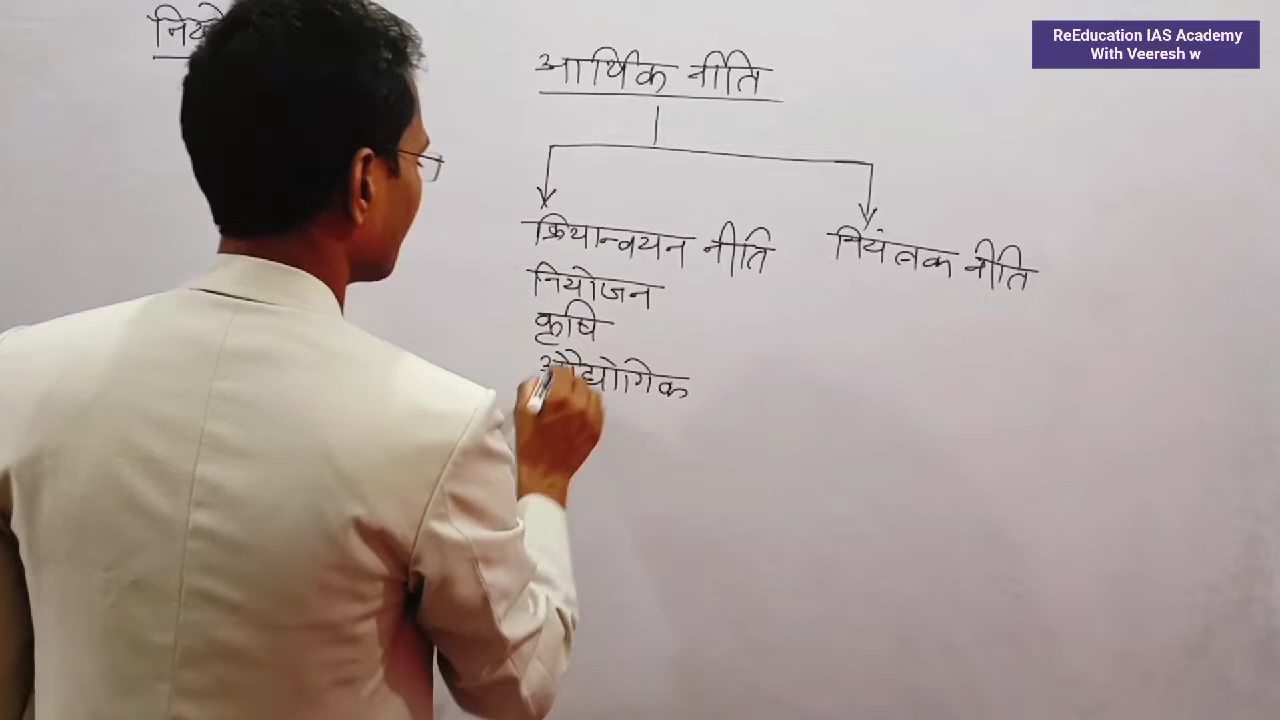 ReEducation IAS Academy
With Veeresh w
आर्थिक नीति
क्रियान्वयन नीति
नियंत्रक नीति
नियोजन
कृषि
औद्योगिक